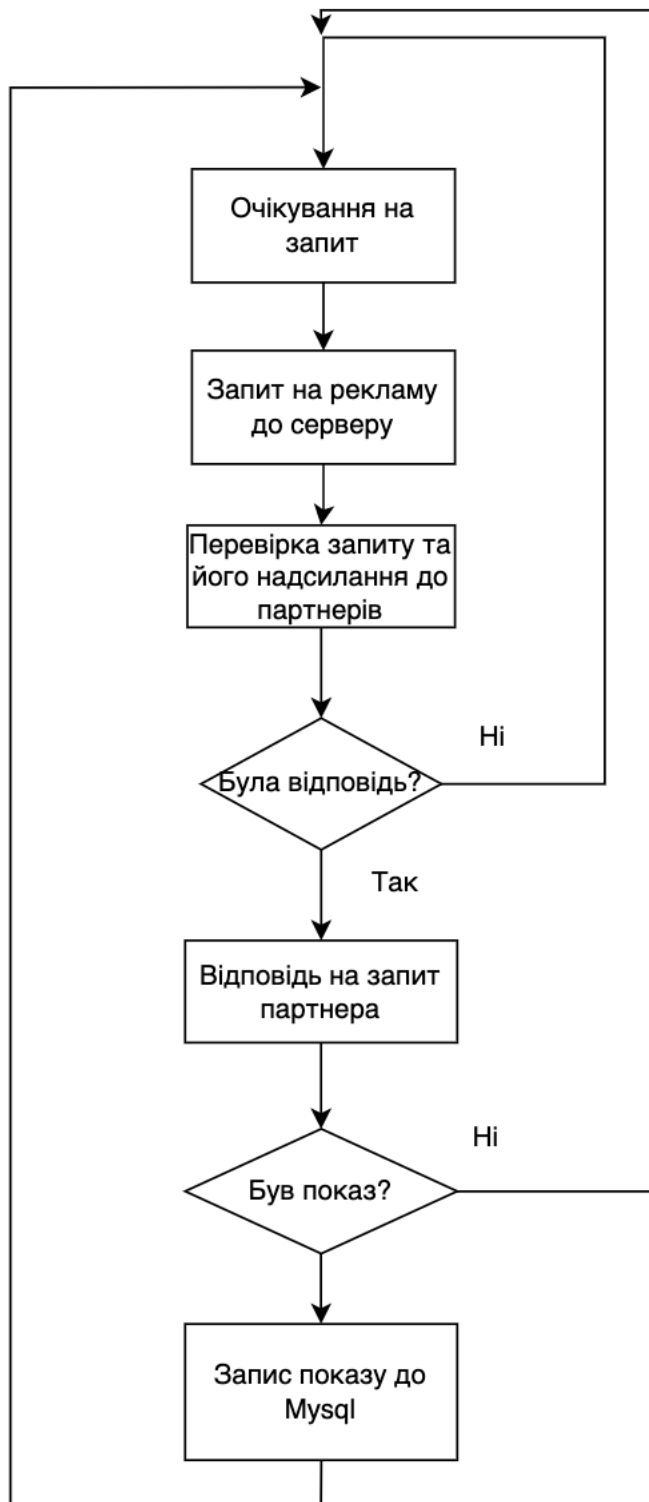 Очікування на
запит
Запит на рекламу
до серверу
Перевірка запиту та
його надсилання до
партнерів
Ні
Була відповідь?
Так
Відповідь на запит
партнера
Ні
Був показ?
Запис показу до
Mysql